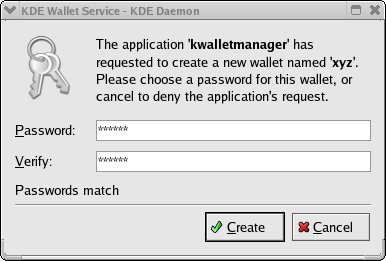 KDE Wallet Service - KDE Daemon
The application 'kwalletmanager' has
requested to create a new wallet named 'xyz'.
Please choose a password for this wallet, or
cancel to deny the application's request.
Password: ******
Verify: ******
Passwords match
Create Cancel